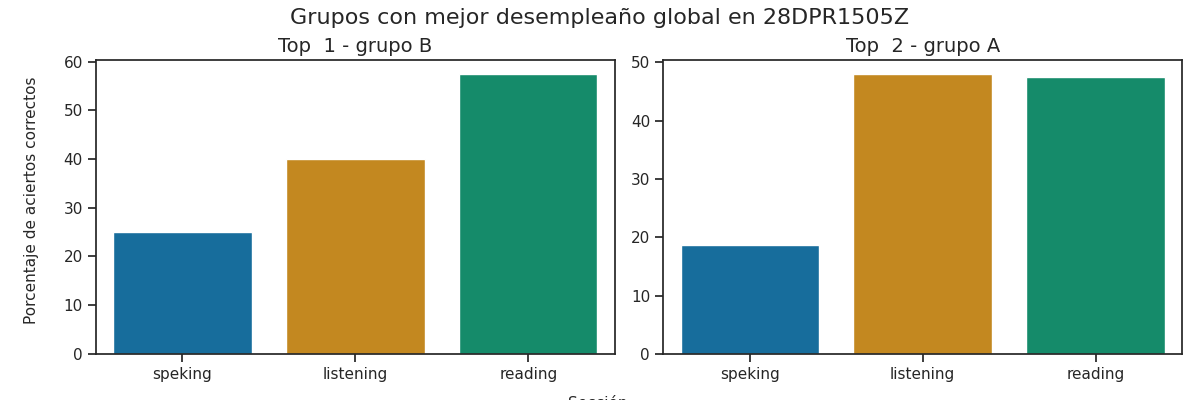 Grupos con mejor desempleaño global en 28DPR1505Z
Top  1 - grupo B
Porcentaje de aciertos correctos
60
50
40
30
20
10
0
speking
listening
reading
Top  2 - grupo A
50
40
30
20
10
0
speking
listening
reading
Sección